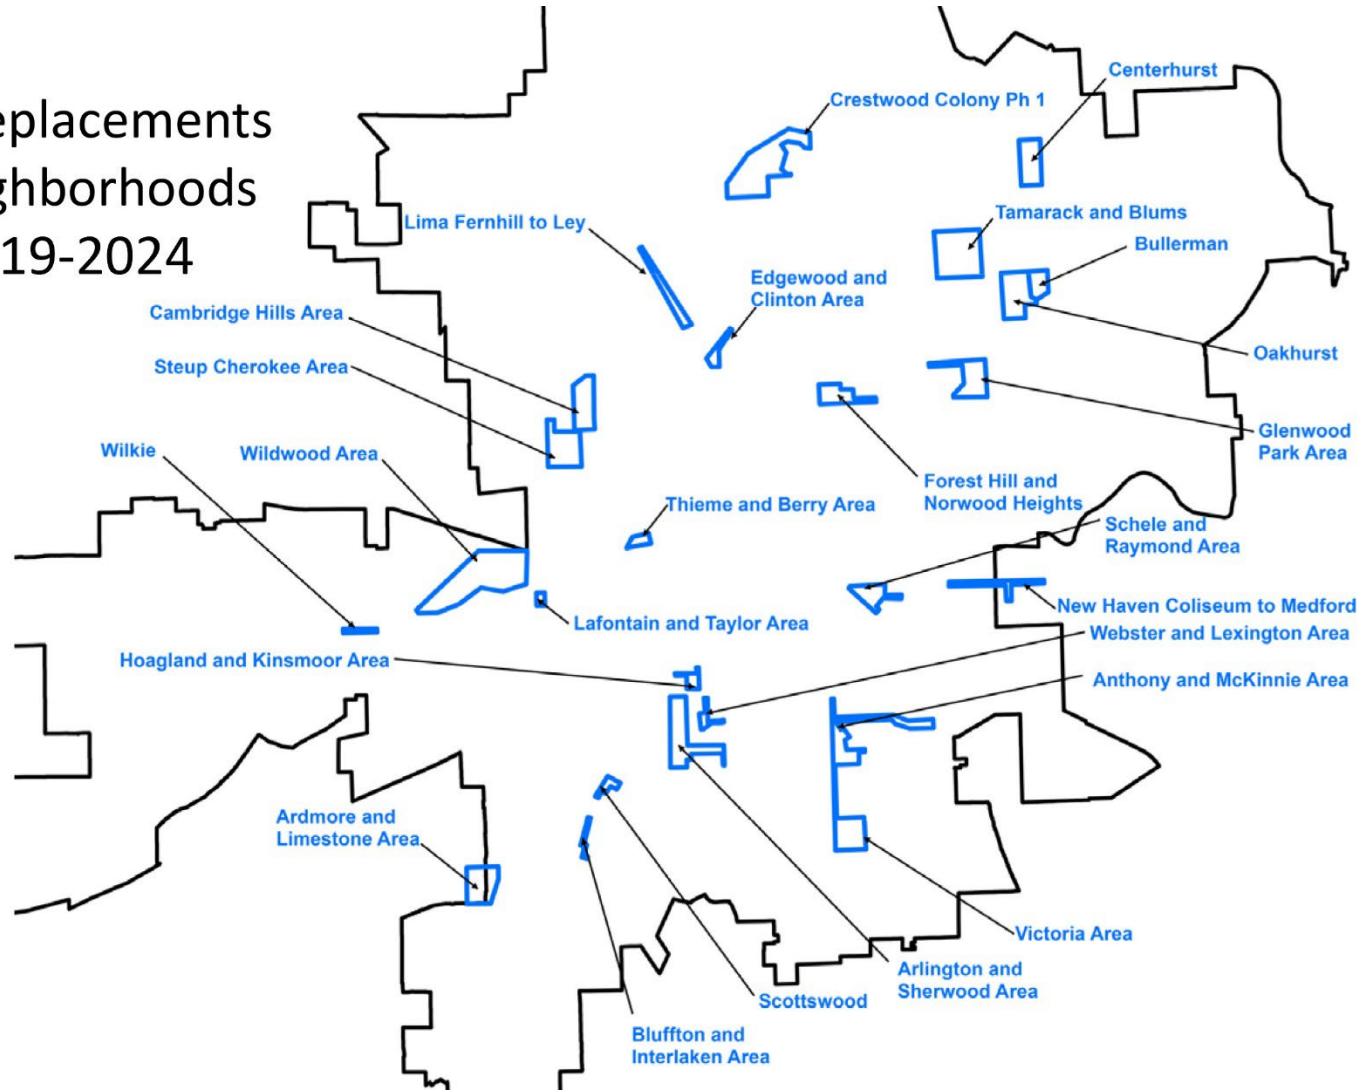 eplacements
ghborhoods
19-2024
Centerhurst
Crestwood Colony Ph 1
Lima Fernhill to Ley
Tamarack and Blums
Bullerman
Edgewood and
Clinton Area
Cambridge Hills Area
Oakhurst
Steup Cherokee Area
Glenwood
Park Area
Wilkie
Wildwood Area
Forest Hill and
Norwood Heights
Thieme and Berry Area
Schele and
Raymond Area
New Haven Coliseum to Medford
Lafontain and Taylor Area
Webster and Lexington Area
Hoagland and Kinsmoor Area
Anthony and McKinnie Area
Ardmore and
Limestone Area
Victoria Area
Arlington and
Sherwood Area
Scottswood
Bluffton and
Interlaken Area